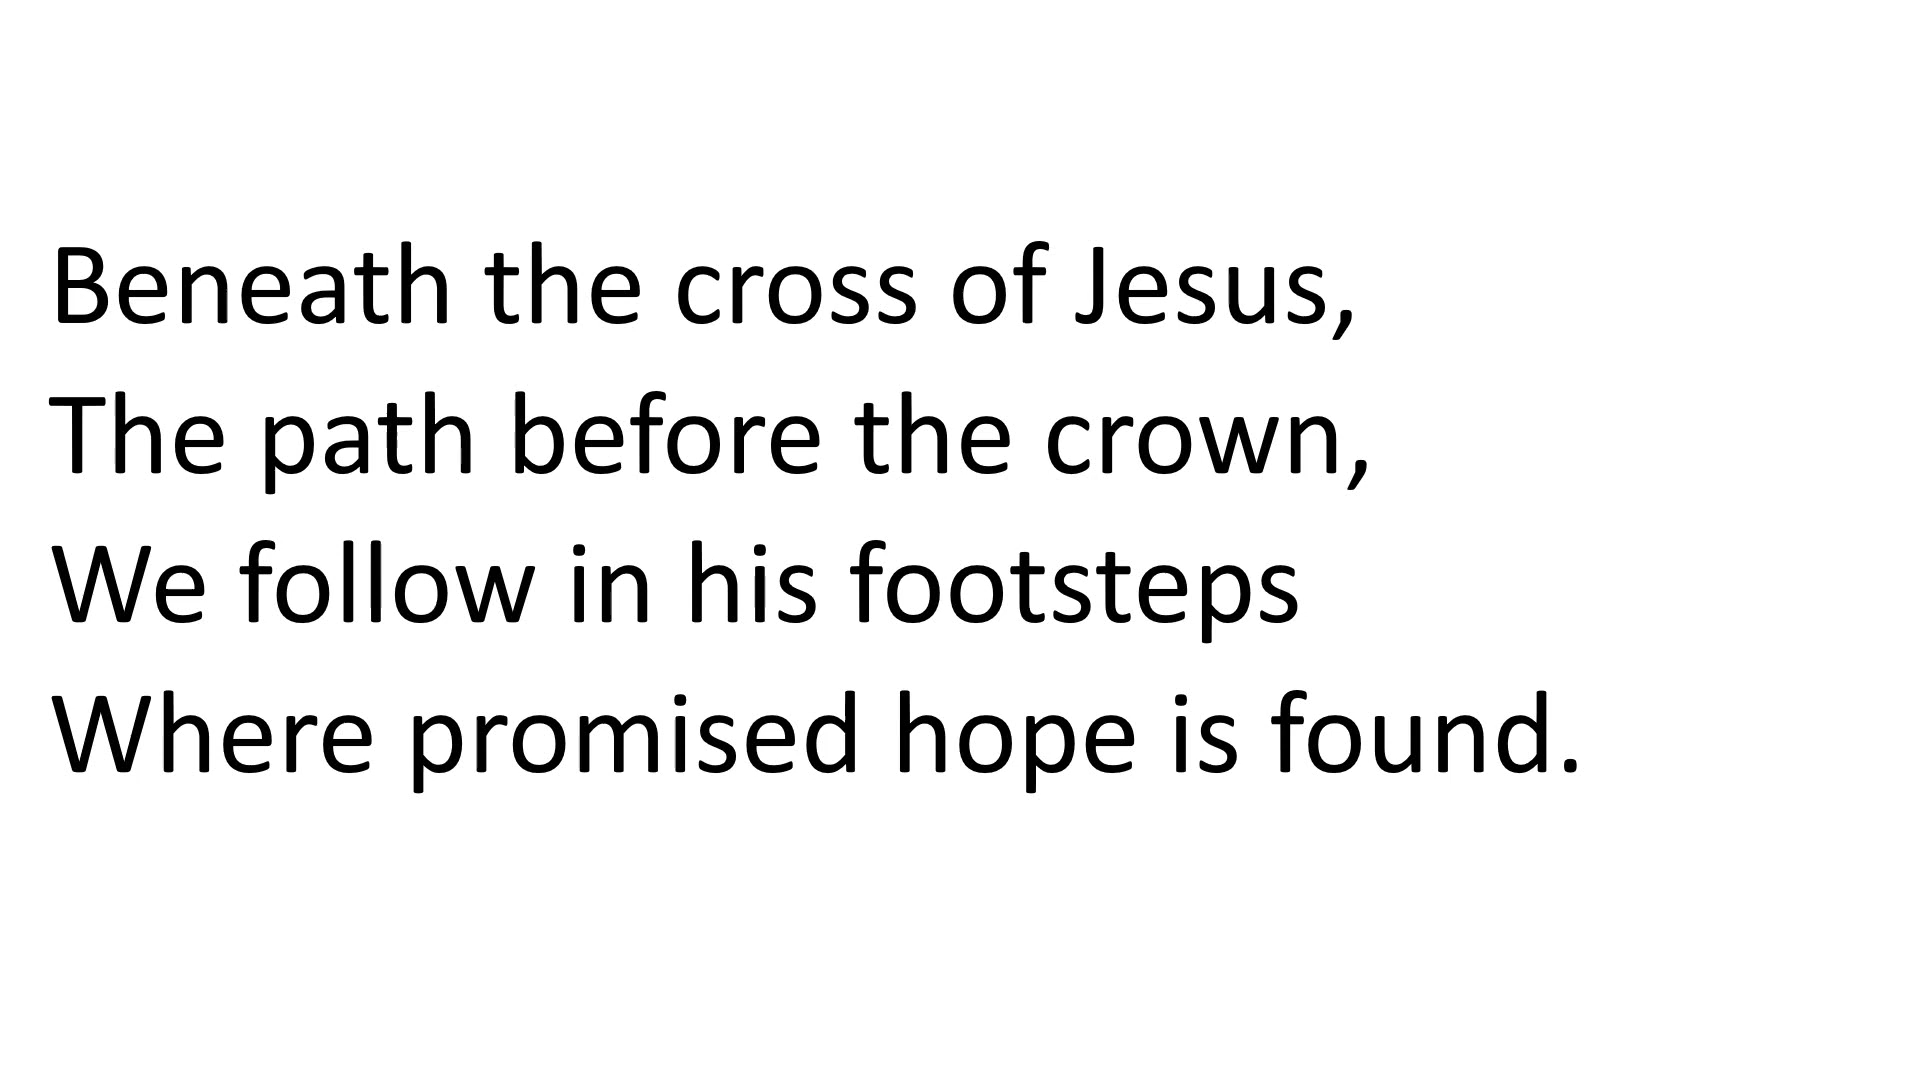 Beneath the cross of Jesus,
The path before the crown,
We follow in his footsteps
Where promised hope is found.